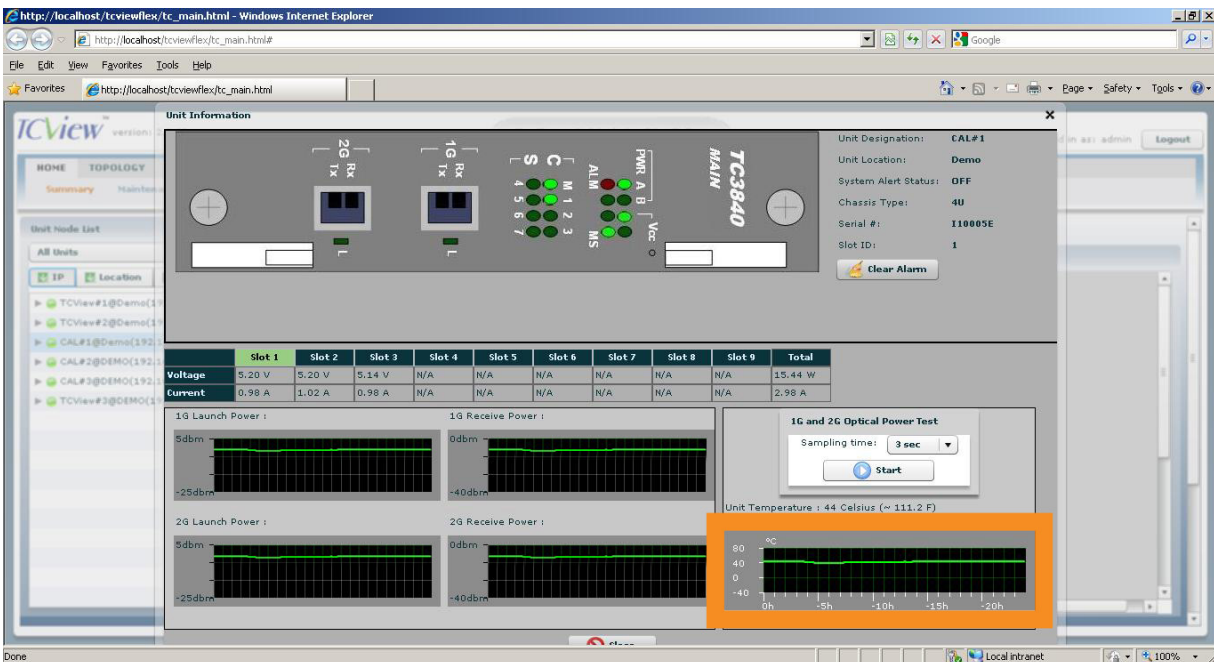 http://localhost/tcviewflex/tc_main.html - Windows Internet Explorer
http://localhost/tcviewflex/tc_main.html#
Google
File Edit View Favorites Tools Help
Favorites http://localhost/tcviewflex/tc_main.html
Page Safety Tools
TCView version:
in as: admin Logout
HOME TOPOLOGY
Summary
Unit Node List
All Units
IP Location
TCView#1@Demo(19
TCView#2@Demo(19
CAL#1@Demo(192.1
CAL#2@DEMO(192.1
CAL#3@DEMO(192.1
TCView#3@DEMO(19
Unit Information
2G
Tx Rx
L
1G
Tx Rx
L
S C
4 M
5 1
6 2
7 3
ALM PWR A B
MS Vcc
TC3840
MAIN
Unit Designation: CAL#1
Unit Location: Demo
System Alert Status: OFF
Chassis Type: 4U
Serial #: I10005E
Slot ID: 1
Clear Alarm
Slot 1 Slot 2 Slot 3 Slot 4 Slot 5 Slot 6 Slot 7 Slot 8 Slot 9 Total
Voltage 5.20 V 5.20 V 5.14 V N/A N/A N/A N/A N/A N/A 15.44 W
Current 0.98 A 1.02 A 0.98 A N/A N/A N/A N/A N/A N/A 2.98 A
1G Launch Power :
5dbm
-25dbm
1G Receive Power :
0dbm
-40dbm
2G Launch Power :
5dbm
-25dbm
2G Receive Power :
0dbm
-40dbm
1G and 2G Optical Power Test
Sampling time: 3 sec
Start
Unit Temperature : 44 Celsius (~ 111.2 F)
°C
80
40
0
-40
0h -5h -10h -15h -20h
Done
Local intranet
100%